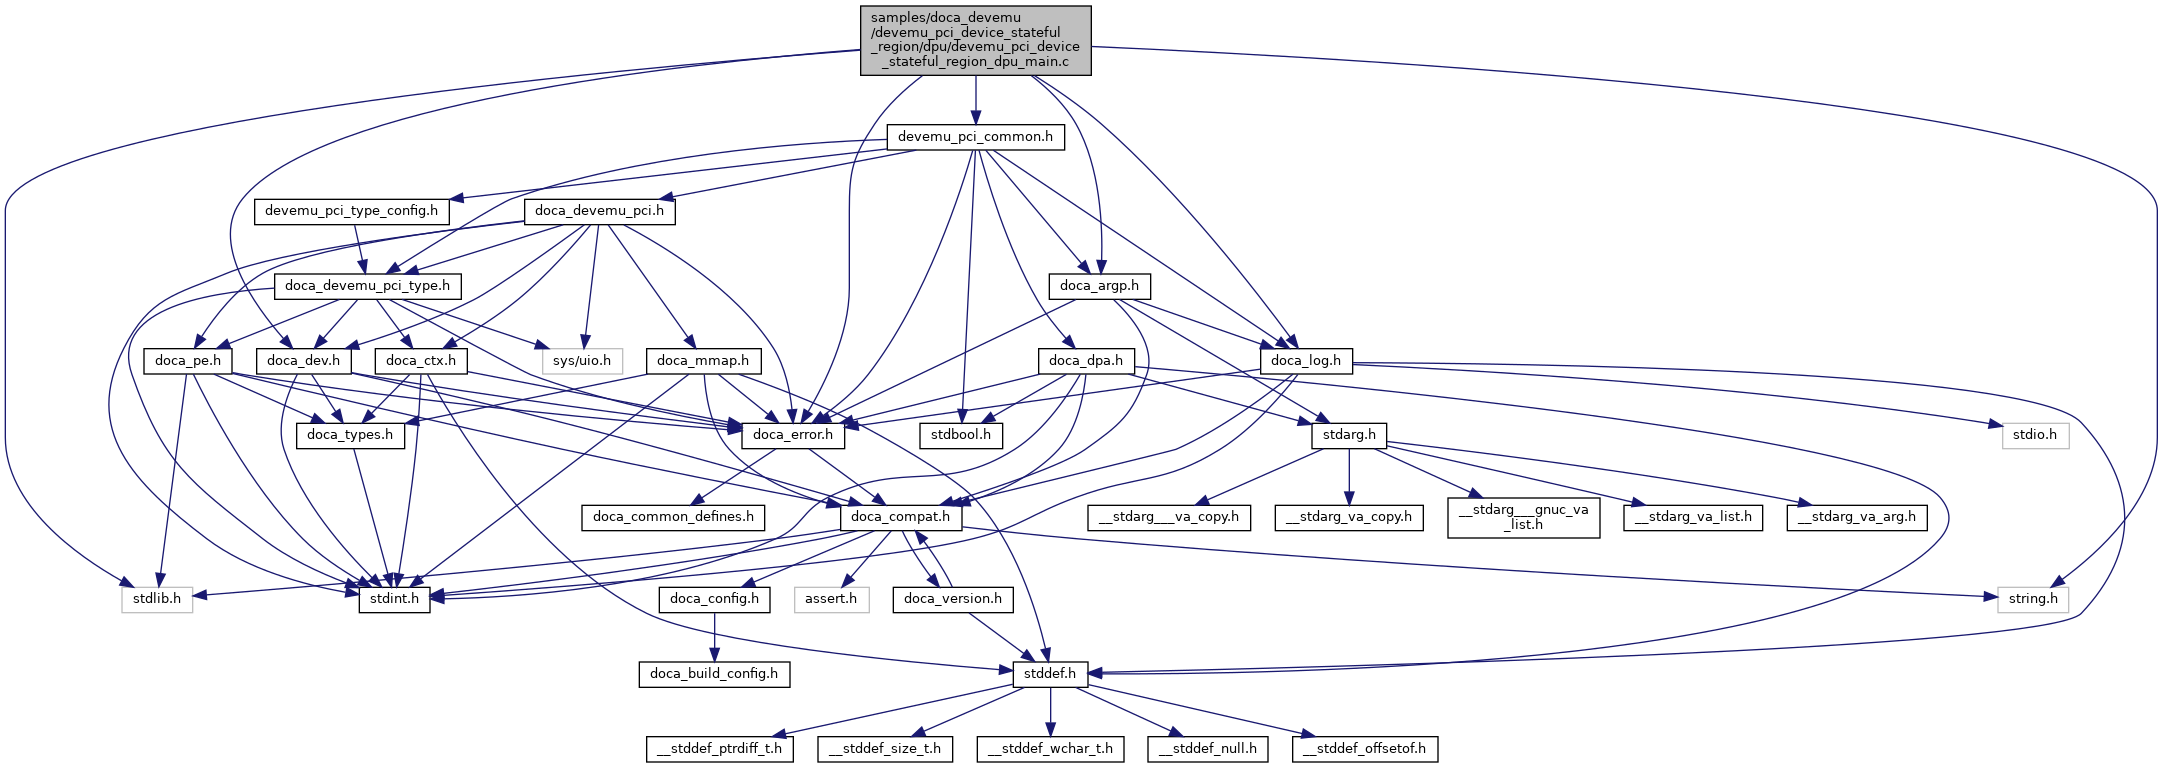 samples/doca_devemu
/devemu_pci_device_stateful
_region/dpu/devemu_pci_device
_stateful_region_dpu_main.c
devemu_pci_common.h
devemu_pci_type_config.h
doca_devemu_pci.h
doca_devemu_pci_type.h
doca_argp.h
doca_pe.h
doca_dev.h
doca_ctx.h
sys/uio.h
doca_mmap.h
doca_dpa.h
doca_log.h
doca_types.h
doca_error.h
stdbool.h
stdarg.h
stdio.h
doca_common_defines.h
doca_compat.h
__stdarg___va_copy.h
__stdarg_va_copy.h
__stdarg___gnuc_va
_list.h
__stdarg_va_list.h
__stdarg_va_arg.h
stdlib.h
stdint.h
doca_config.h
assert.h
doca_version.h
string.h
doca_build_config.h
stddef.h
__stddef_ptrdiff_t.h
__stddef_size_t.h
__stddef_wchar_t.h
__stddef_null.h
__stddef_offsetof.h